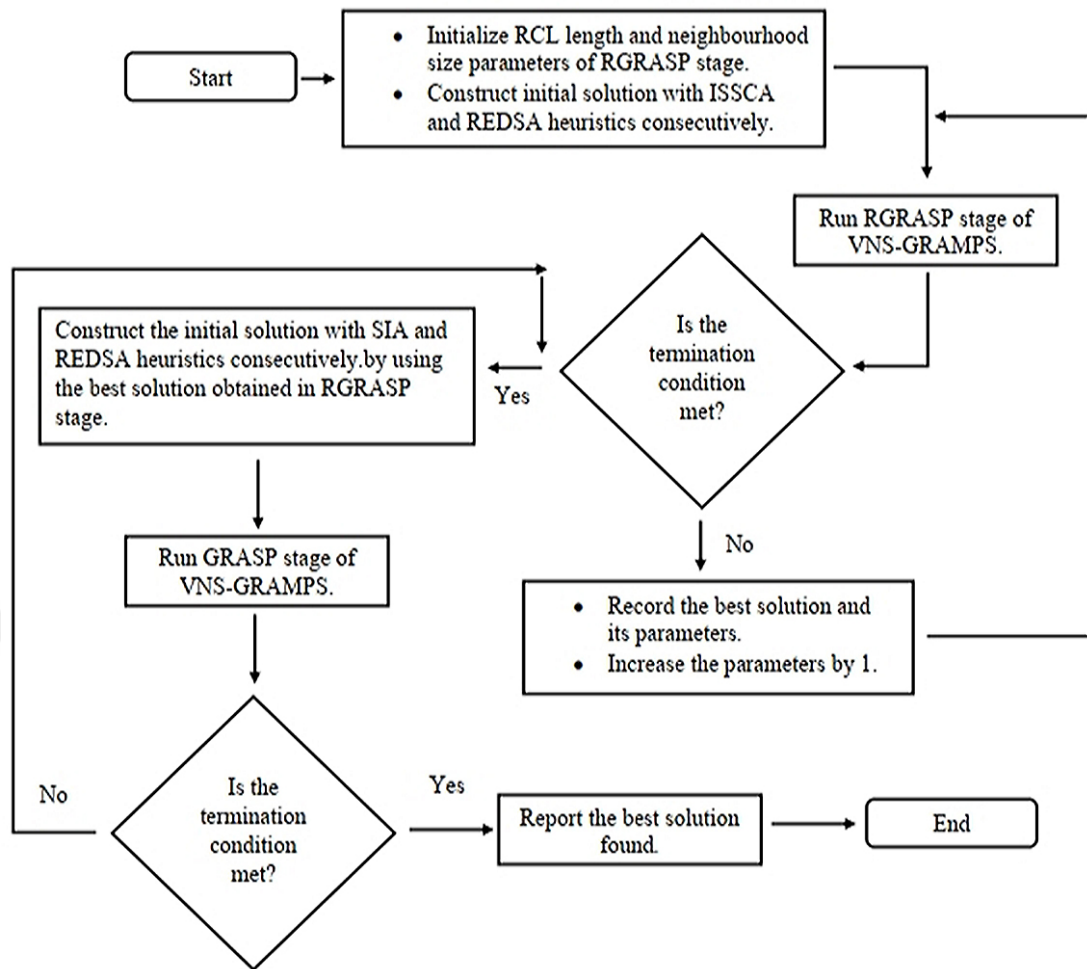 Start
• Initialize RCL length and neighbourhood
size parameters of RGRASP stage.
• Construct initial solution with ISSCA
and REDSA heuristics consecutively.
Run RGRASP stage of
VNS-GRAMPS.
Is the
termination
condition
met?
Yes
Construct the initial solution with SIA and
REDSA heuristics consecutively.by using
the best solution obtained in RGRASP
stage.
No
• Record the best solution and
its parameters.
• Increase the parameters by 1.
Run GRASP stage of
VNS-GRAMPS.
Is the
termination
condition
met?
No
Yes
Report the best solution
found.
End